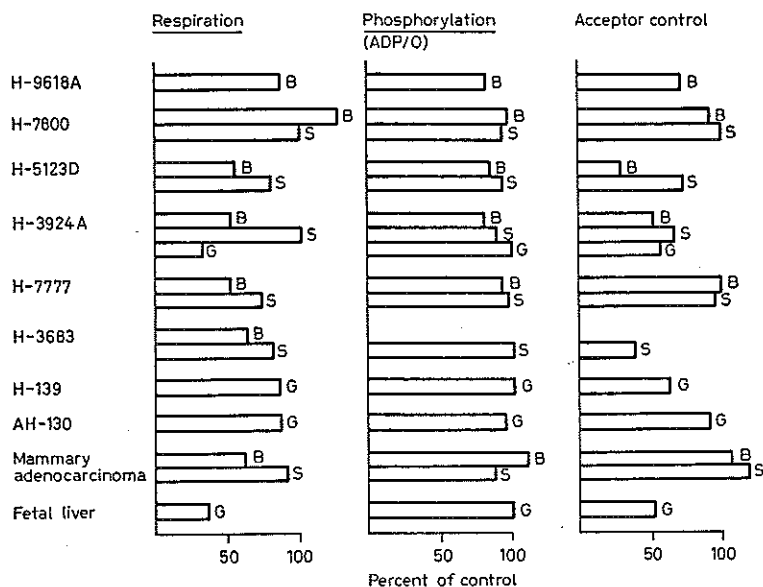 Respiration Phosphorylation Acceptor control
(ADP/O)
H-9618A B B B
H-7800 B B B
S S S
H-5123D B B B
S S S
H-3924A B B B
S S S
G G G
H-7777 B B B
S S S
H-3683 B
S S S
H-139 G G G
AH-130 G G G
Mammary B B B
adenocarcinoma S S S
Fetal liver G G G
50 100 50 100 50 100
Percent of control